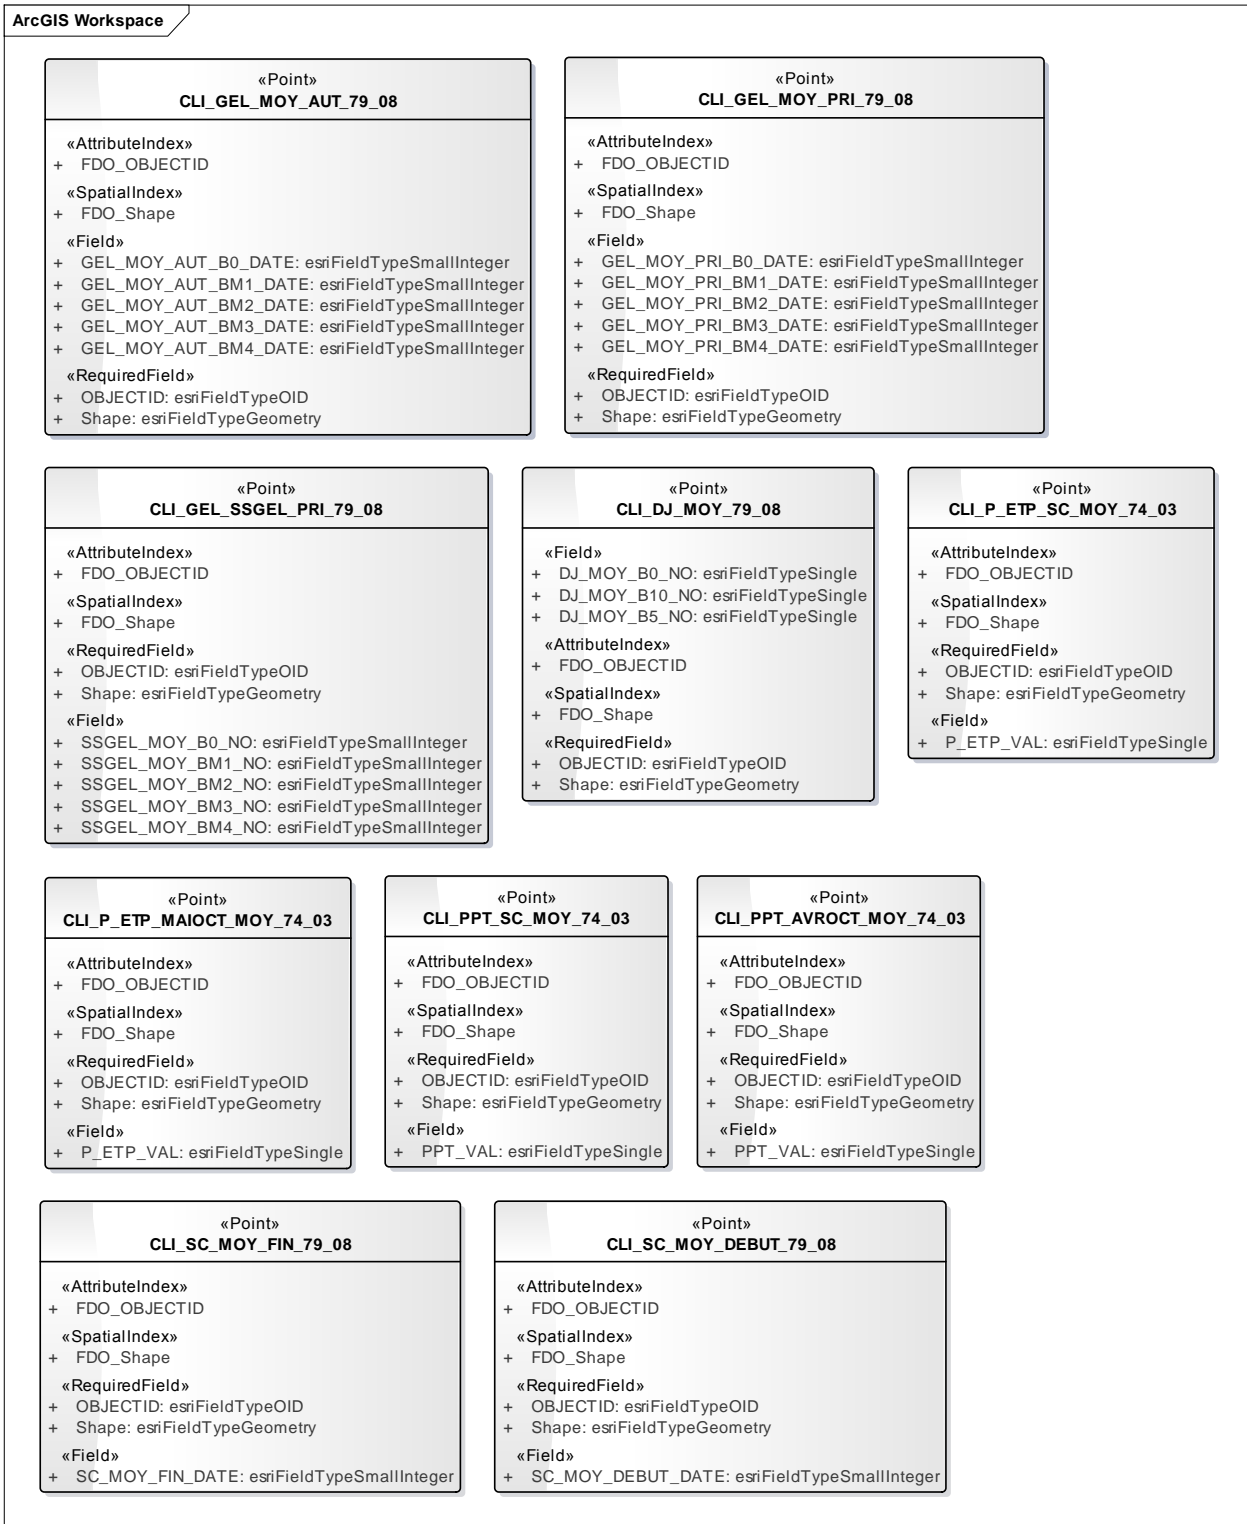 ArcGIS Workspace
«Point»
CLI_GEL_MOY_AUT_79_08
«AttributeIndex»
+ FDO_OBJECTID
«SpatialIndex»
+ FDO_Shape
«Field»
+ GEL_MOY_AUT_B0_DATE: esriFieldTypeSmallInteger
+ GEL_MOY_AUT_BM1_DATE: esriFieldTypeSmallInteger
+ GEL_MOY_AUT_BM2_DATE: esriFieldTypeSmallInteger
+ GEL_MOY_AUT_BM3_DATE: esriFieldTypeSmallInteger
+ GEL_MOY_AUT_BM4_DATE: esriFieldTypeSmallInteger
«RequiredField»
+ OBJECTID: esriFieldTypeOID
+ Shape: esriFieldTypeGeometry
«Point»
CLI_GEL_MOY_PRI_79_08
«AttributeIndex»
+ FDO_OBJECTID
«SpatialIndex»
+ FDO_Shape
«Field»
+ GEL_MOY_PRI_B0_DATE: esriFieldTypeSmallInteger
+ GEL_MOY_PRI_BM1_DATE: esriFieldTypeSmallInteger
+ GEL_MOY_PRI_BM2_DATE: esriFieldTypeSmallInteger
+ GEL_MOY_PRI_BM3_DATE: esriFieldTypeSmallInteger
+ GEL_MOY_PRI_BM4_DATE: esriFieldTypeSmallInteger
«RequiredField»
+ OBJECTID: esriFieldTypeOID
+ Shape: esriFieldTypeGeometry
«Point»
CLI_GEL_SSGEL_PRI_79_08
«AttributeIndex»
+ FDO_OBJECTID
«SpatialIndex»
+ FDO_Shape
«RequiredField»
+ OBJECTID: esriFieldTypeOID
+ Shape: esriFieldTypeGeometry
«Field»
+ SSGEL_MOY_B0_NO: esriFieldTypeSmallInteger
+ SSGEL_MOY_BM1_NO: esriFieldTypeSmallInteger
+ SSGEL_MOY_BM2_NO: esriFieldTypeSmallInteger
+ SSGEL_MOY_BM3_NO: esriFieldTypeSmallInteger
+ SSGEL_MOY_BM4_NO: esriFieldTypeSmallInteger
«Point»
CLI_DJ_MOY_79_08
«Field»
+ DJ_MOY_B0_NO: esriFieldTypeSingle
+ DJ_MOY_B10_NO: esriFieldTypeSingle
+ DJ_MOY_B5_NO: esriFieldTypeSingle
«AttributeIndex»
+ FDO_OBJECTID
«SpatialIndex»
+ FDO_Shape
«RequiredField»
+ OBJECTID: esriFieldTypeOID
+ Shape: esriFieldTypeGeometry
«Point»
CLI_P_ETP_SC_MOY_74_03
«AttributeIndex»
+ FDO_OBJECTID
«SpatialIndex»
+ FDO_Shape
«RequiredField»
+ OBJECTID: esriFieldTypeOID
+ Shape: esriFieldTypeGeometry
«Field»
+ P_ETP_VAL: esriFieldTypeSingle
«Point»
CLI_P_ETP_MAIOCT_MOY_74_03
«AttributeIndex»
+ FDO_OBJECTID
«SpatialIndex»
+ FDO_Shape
«RequiredField»
+ OBJECTID: esriFieldTypeOID
+ Shape: esriFieldTypeGeometry
«Field»
+ P_ETP_VAL: esriFieldTypeSingle
«Point»
CLI_PPT_SC_MOY_74_03
«AttributeIndex»
+ FDO_OBJECTID
«SpatialIndex»
+ FDO_Shape
«RequiredField»
+ OBJECTID: esriFieldTypeOID
+ Shape: esriFieldTypeGeometry
«Field»
+ PPT_VAL: esriFieldTypeSingle
«Point»
CLI_PPT_AVROCT_MOY_74_03
«AttributeIndex»
+ FDO_OBJECTID
«SpatialIndex»
+ FDO_Shape
«RequiredField»
+ OBJECTID: esriFieldTypeOID
+ Shape: esriFieldTypeGeometry
«Field»
+ PPT_VAL: esriFieldTypeSingle
«Point»
CLI_SC_MOY_FIN_79_08
«AttributeIndex»
+ FDO_OBJECTID
«SpatialIndex»
+ FDO_Shape
«RequiredField»
+ OBJECTID: esriFieldTypeOID
+ Shape: esriFieldTypeGeometry
«Field»
+ SC_MOY_FIN_DATE: esriFieldTypeSmallInteger
«Point»
CLI_SC_MOY_DEBUT_79_08
«AttributeIndex»
+ FDO_OBJECTID
«SpatialIndex»
+ FDO_Shape
«RequiredField»
+ OBJECTID: esriFieldTypeOID
+ Shape: esriFieldTypeGeometry
«Field»
+ SC_MOY_DEBUT_DATE: esriFieldTypeSmallInteger